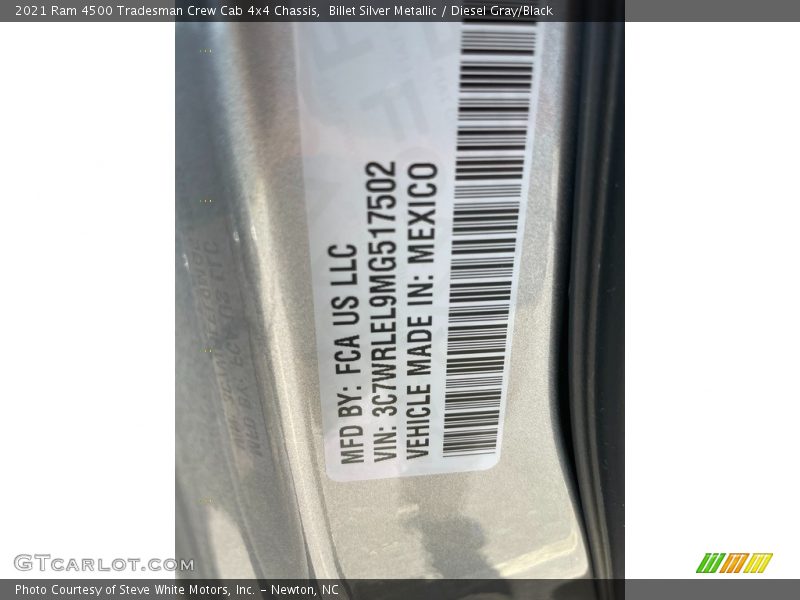 2021 Ram 4500 Tradesman Crew Cab 4x4 Chassis, Billet Silver Metallic / Diesel Gray/Black
MFD BY: FCA US LLC
VIN: 3C7WRLEL9MG517502
VEHICLE MADE IN: MEXICO
GTCARLOT.COM
Photo Courtesy of Steve White Motors, Inc. – Newton, NC